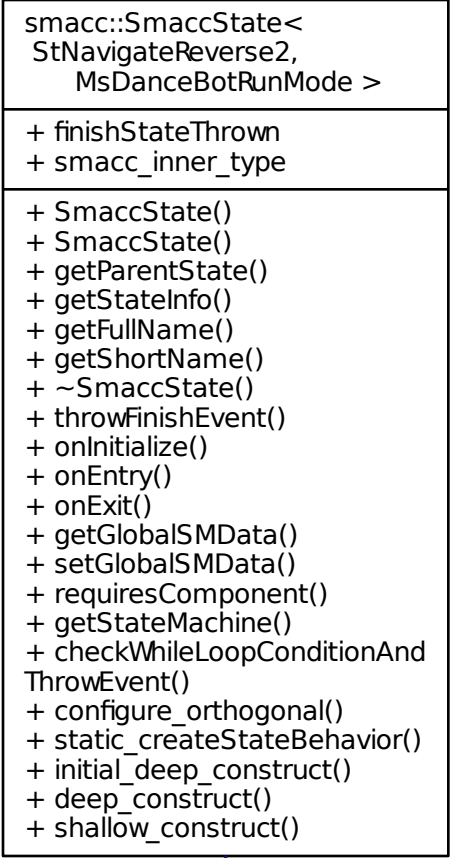 smacc::SmaccState<
StNavigateReverse2,
MsDanceBotRunMode >
+ finishStateThrown
+ smacc_inner_type
+ SmaccState()
+ SmaccState()
+ getParentState()
+ getStateInfo()
+ getFullName()
+ getShortName()
+ ~SmaccState()
+ throwFinishEvent()
+ onInitialize()
+ onEntry()
+ onExit()
+ getGlobalSMData()
+ setGlobalSMData()
+ requiresComponent()
+ getStateMachine()
+ checkWhileLoopConditionAnd
ThrowEvent()
+ configure_orthogonal()
+ static_createStateBehavior()
+ initial_deep_construct()
+ deep_construct()
+ shallow_construct()